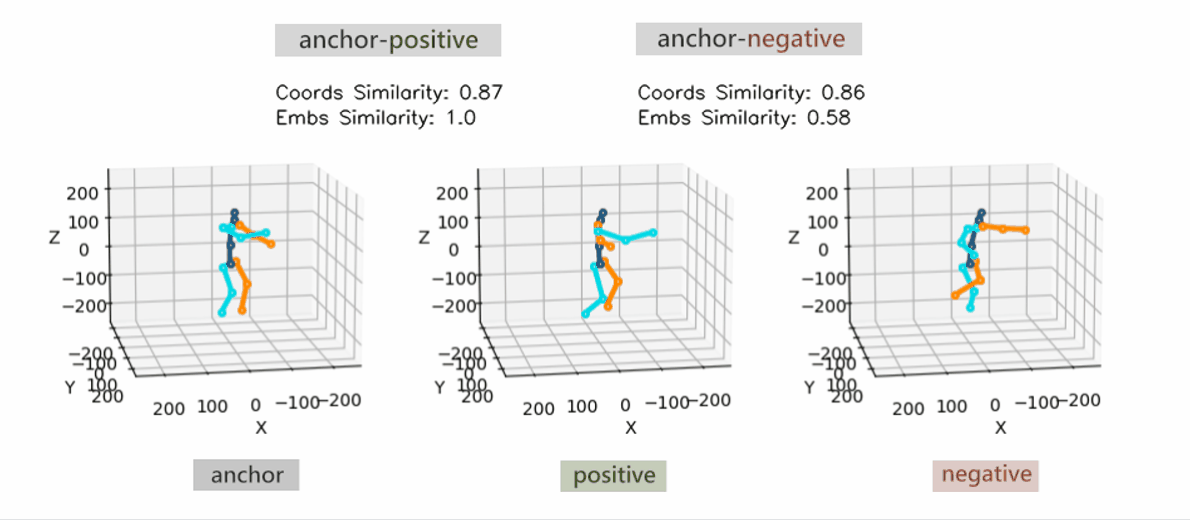 anchor-positive
anchor-negative
Coords Similarity: 0.87
Embs Similarity: 1.0
Coords Similarity: 0.86
Embs Similarity: 0.58
200
100
Z 0
−100
−200
−200
−100
0
Y 100
200
200 100 0 −100−200
X
200
100
Z 0
−100
−200
−200
−100
0
Y 100
200
200 100 0 −100−200
X
200
100
Z 0
−100
−200
−200
−100
0
Y 100
200
200 100 0 −100−200
X
anchor
positive
negative